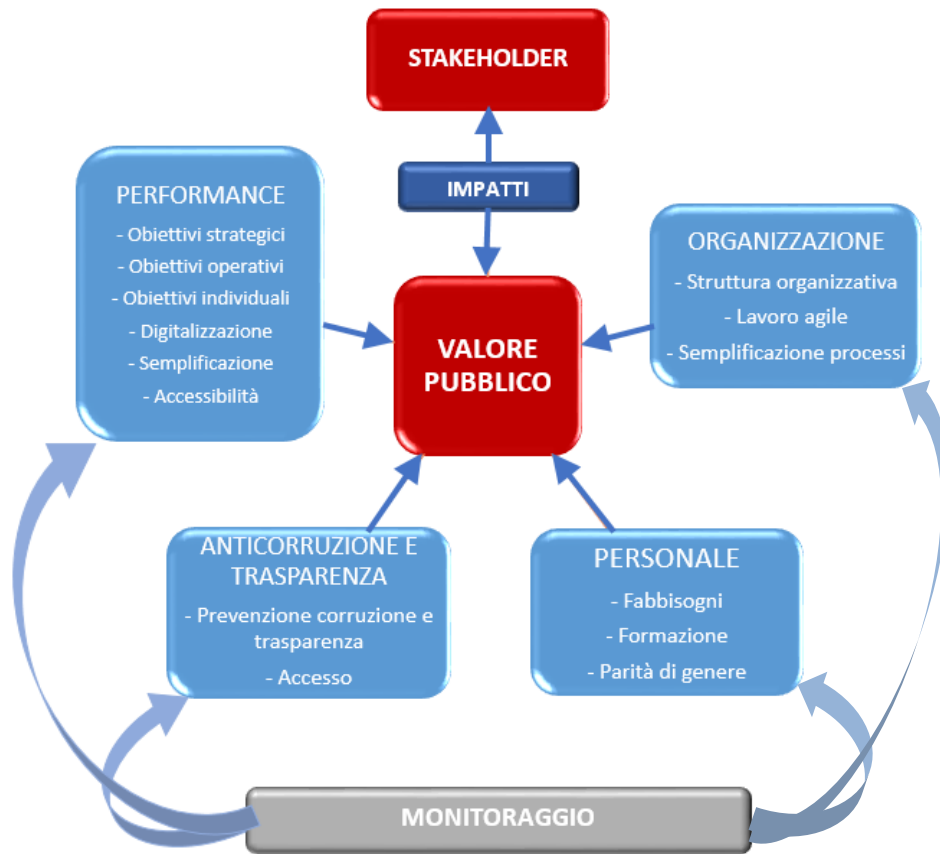 STAKEHOLDER
IMPATTI
PERFORMANCE
- Obiettivi strategici
- Obiettivi operativi
- Obiettivi individuali
- Digitalizzazione
- Semplificazione
- Accessibilità
VALORE
PUBBLICO
ORGANIZZAZIONE
- Struttura organizzativa
- Lavoro agile
- Semplificazione processi
ANTICORRUZIONE E
TRASPARENZA
- Prevenzione corruzione e
trasparenza
- Accesso
PERSONALE
- Fabbisogni
- Formazione
- Parità di genere
MONITORAGGIO